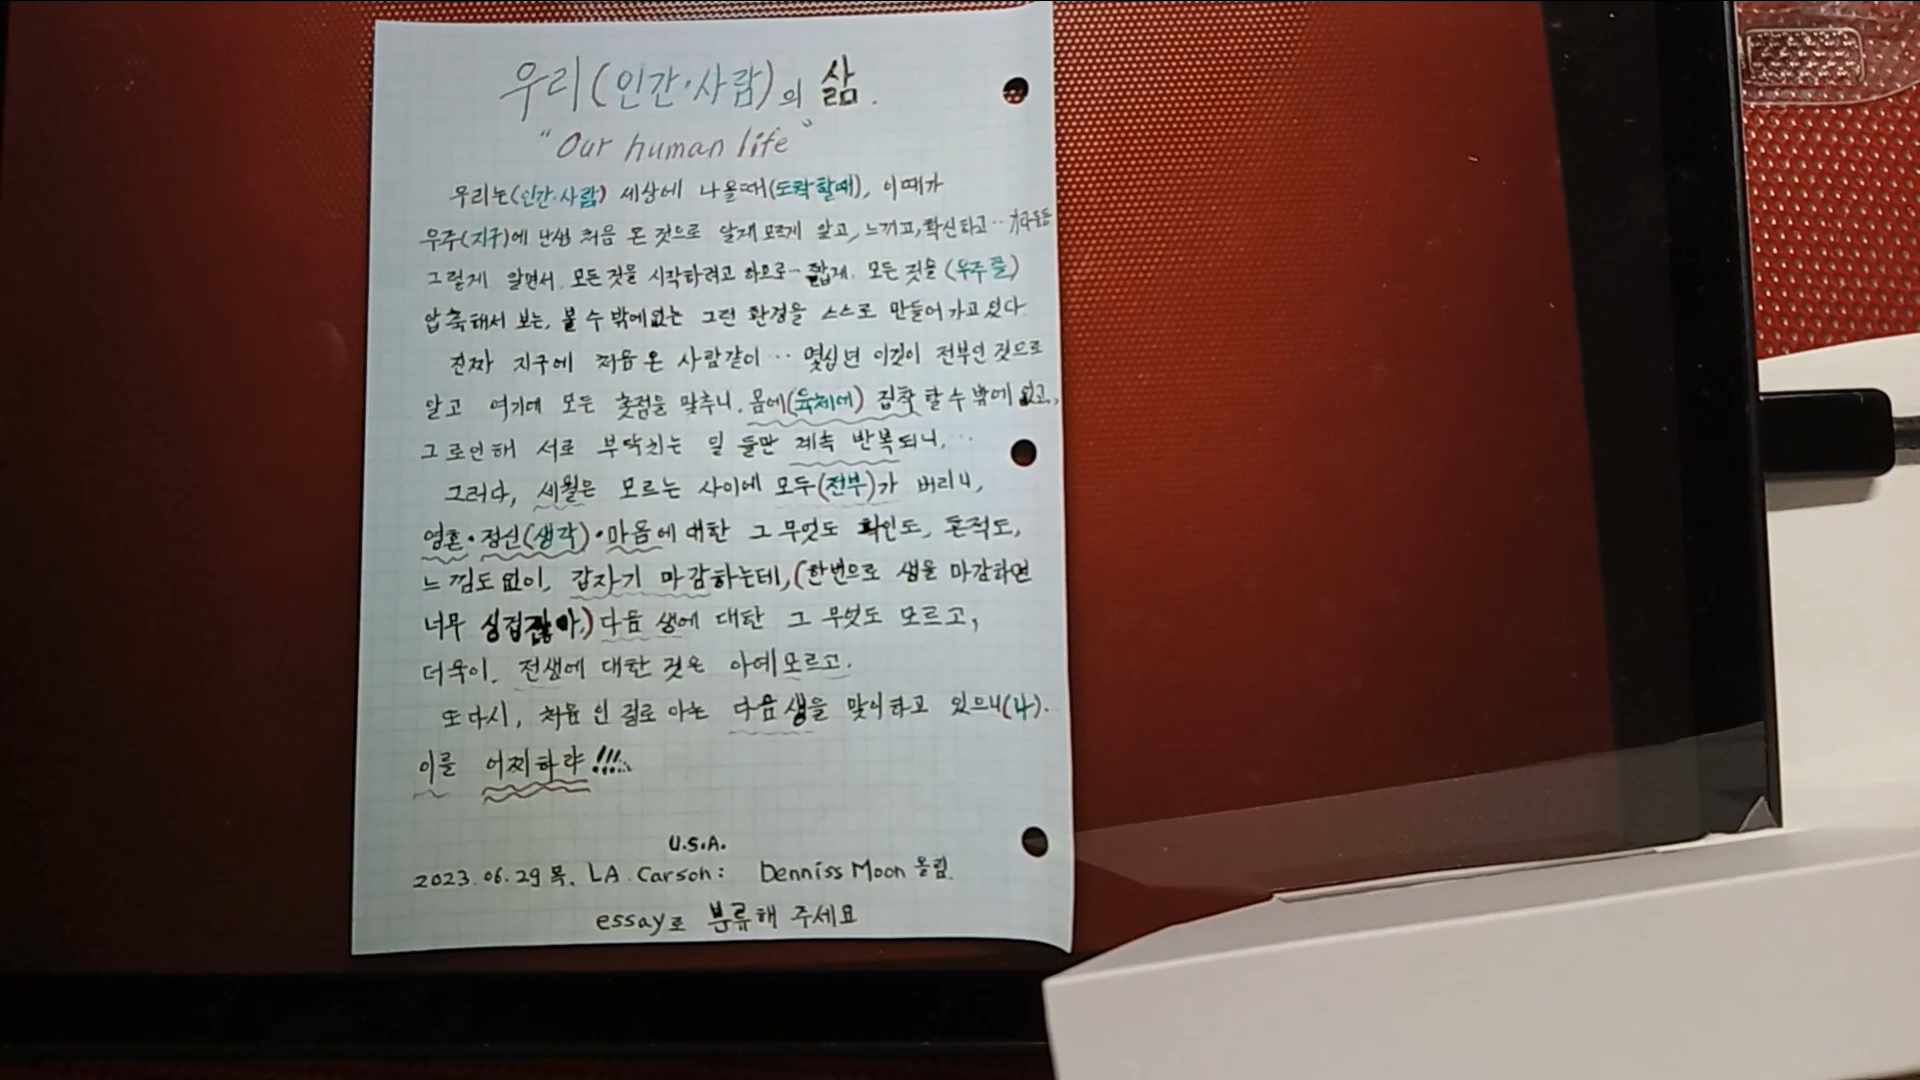 우리(인간·사람)의 삶.
"Our human life"
우리는(인간·사람) 세상에 나올때(도착할때), 이때가
우주(지구)에 난생 처음 온 것으로 알게모르게 알고, 느끼고, 확신하고…
그렇게 알면서, 모든 것을 시작하려고 하므로- 좁게, 모든 것을 (우주를)
압축해서 보는, 볼 수 밖에없는 그런 환경을 스스로 만들어 가고 있다
진짜 지구에 처음 온 사람같이… 몇십년 이것이 전부인 것으로
알고 여기에 모든 촛점을 맞추니, 몸에(육체에) 집착 할 수 밖에 없고,
그로인해 서로 부닥치는 일 들만 계속 반복되니,…
그러다, 세월은 모르는 사이에 모두(전부)가 버리니,
영혼·정신(생각)·마음에 대한 그 무엇도 확인도, 흔적도,
느낌도 없이, 갑자기 마감하는데, (한번으로 생을 마감하면
너무 싱겁잖아,) 다음 생에 대한 그 무엇도 모르고,
더욱이, 전생에 대한 것은 아예 모르고.
또 다시, 처음 인 걸로 아는 다음 생을 맞이하고 있으니(나).
이를 어찌하랴!!!
U.S.A.
2023.06.29 목. LA Carson: Denniss Moon 올림.
essay로 분류해 주세요